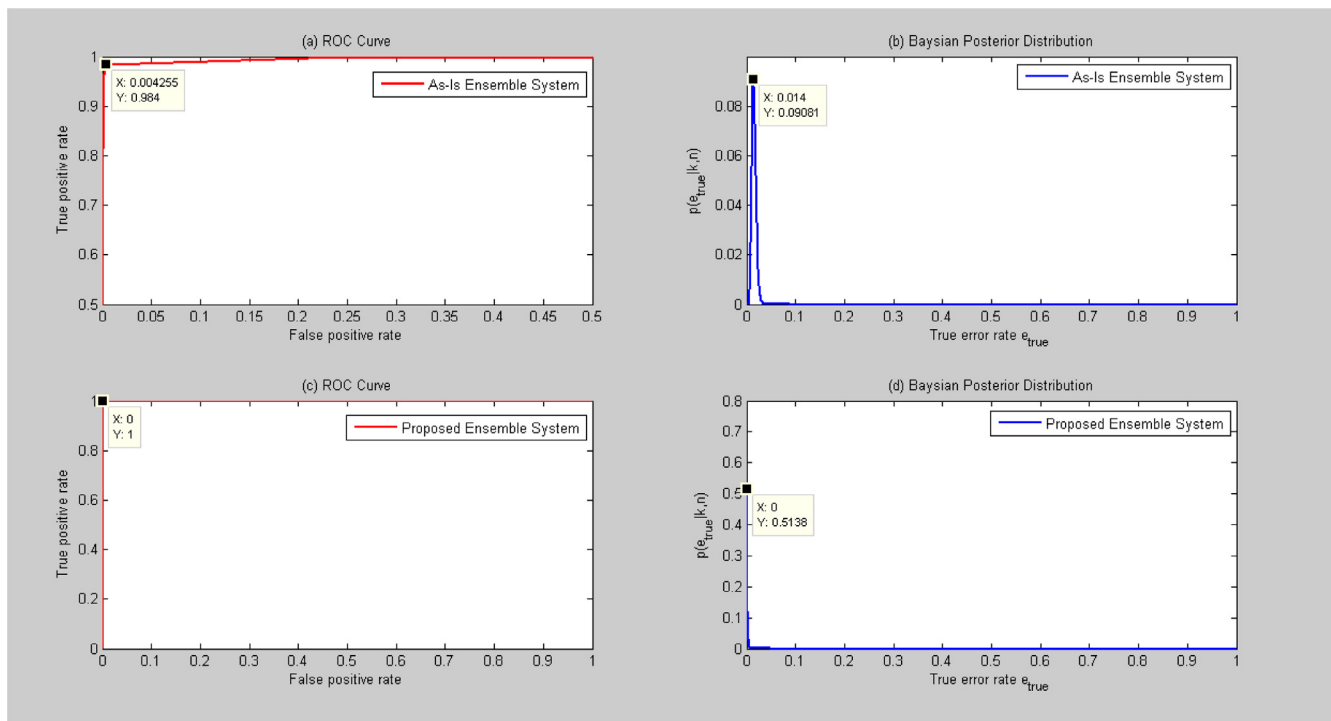 (a) ROC Curve
1
0.9
0.8
0.7
0.6
0.5
True positive rate
X: 0.004255
Y: 0.984
As-Is Ensemble System
0 0.05 0.1 0.15 0.2 0.25 0.3 0.35 0.4 0.45 0.5
False positive rate
(b) Baysian Posterior Distribution
0.08
0.06
0.04
0.02
0
p(e_true|k,n)
X: 0.014
Y: 0.09081
As-Is Ensemble System
0 0.1 0.2 0.3 0.4 0.5 0.6 0.7 0.8 0.9 1
True error rate e_true
(c) ROC Curve
1
0.8
0.6
0.4
0.2
0
True positive rate
X: 0
Y: 1
Proposed Ensemble System
0 0.1 0.2 0.3 0.4 0.5 0.6 0.7 0.8 0.9 1
False positive rate
(d) Baysian Posterior Distribution
0.8
0.7
0.6
0.5
0.4
0.3
0.2
0.1
0
p(e_true|k,n)
X: 0
Y: 0.5138
Proposed Ensemble System
0 0.1 0.2 0.3 0.4 0.5 0.6 0.7 0.8 0.9 1
True error rate e_true